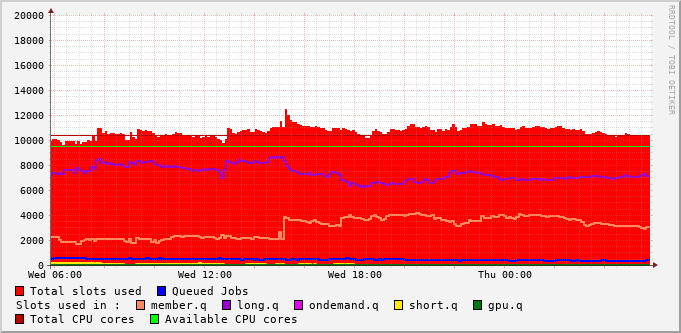 20000
18000
16000
14000
12000
10000
8000
6000
4000
2000
0
Wed 06:00 Wed 12:00 Wed 18:00 Thu 00:00
Total slots used Queued Jobs
Slots used in : member.q long.q ondemand.q short.q gpu.q
Total CPU cores Available CPU cores
RRDTOOL / TOBI OETIKER